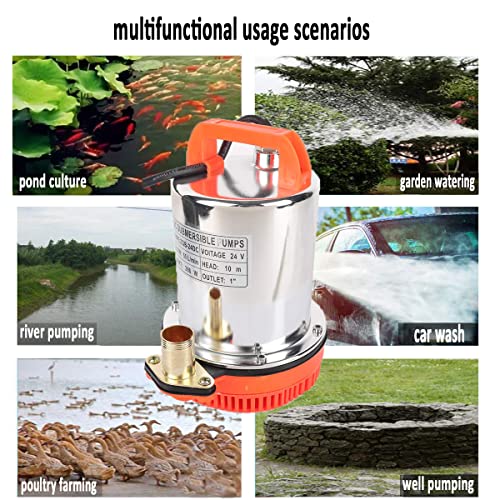 multifunctional usage scenarios
pond culture
garden watering
SUBMERSIBLE PUMPS
VOITAGE 24 V
HEAD: 10 m
OUTLET: 1"
river pumping
car wash
poultry farming
well pumping